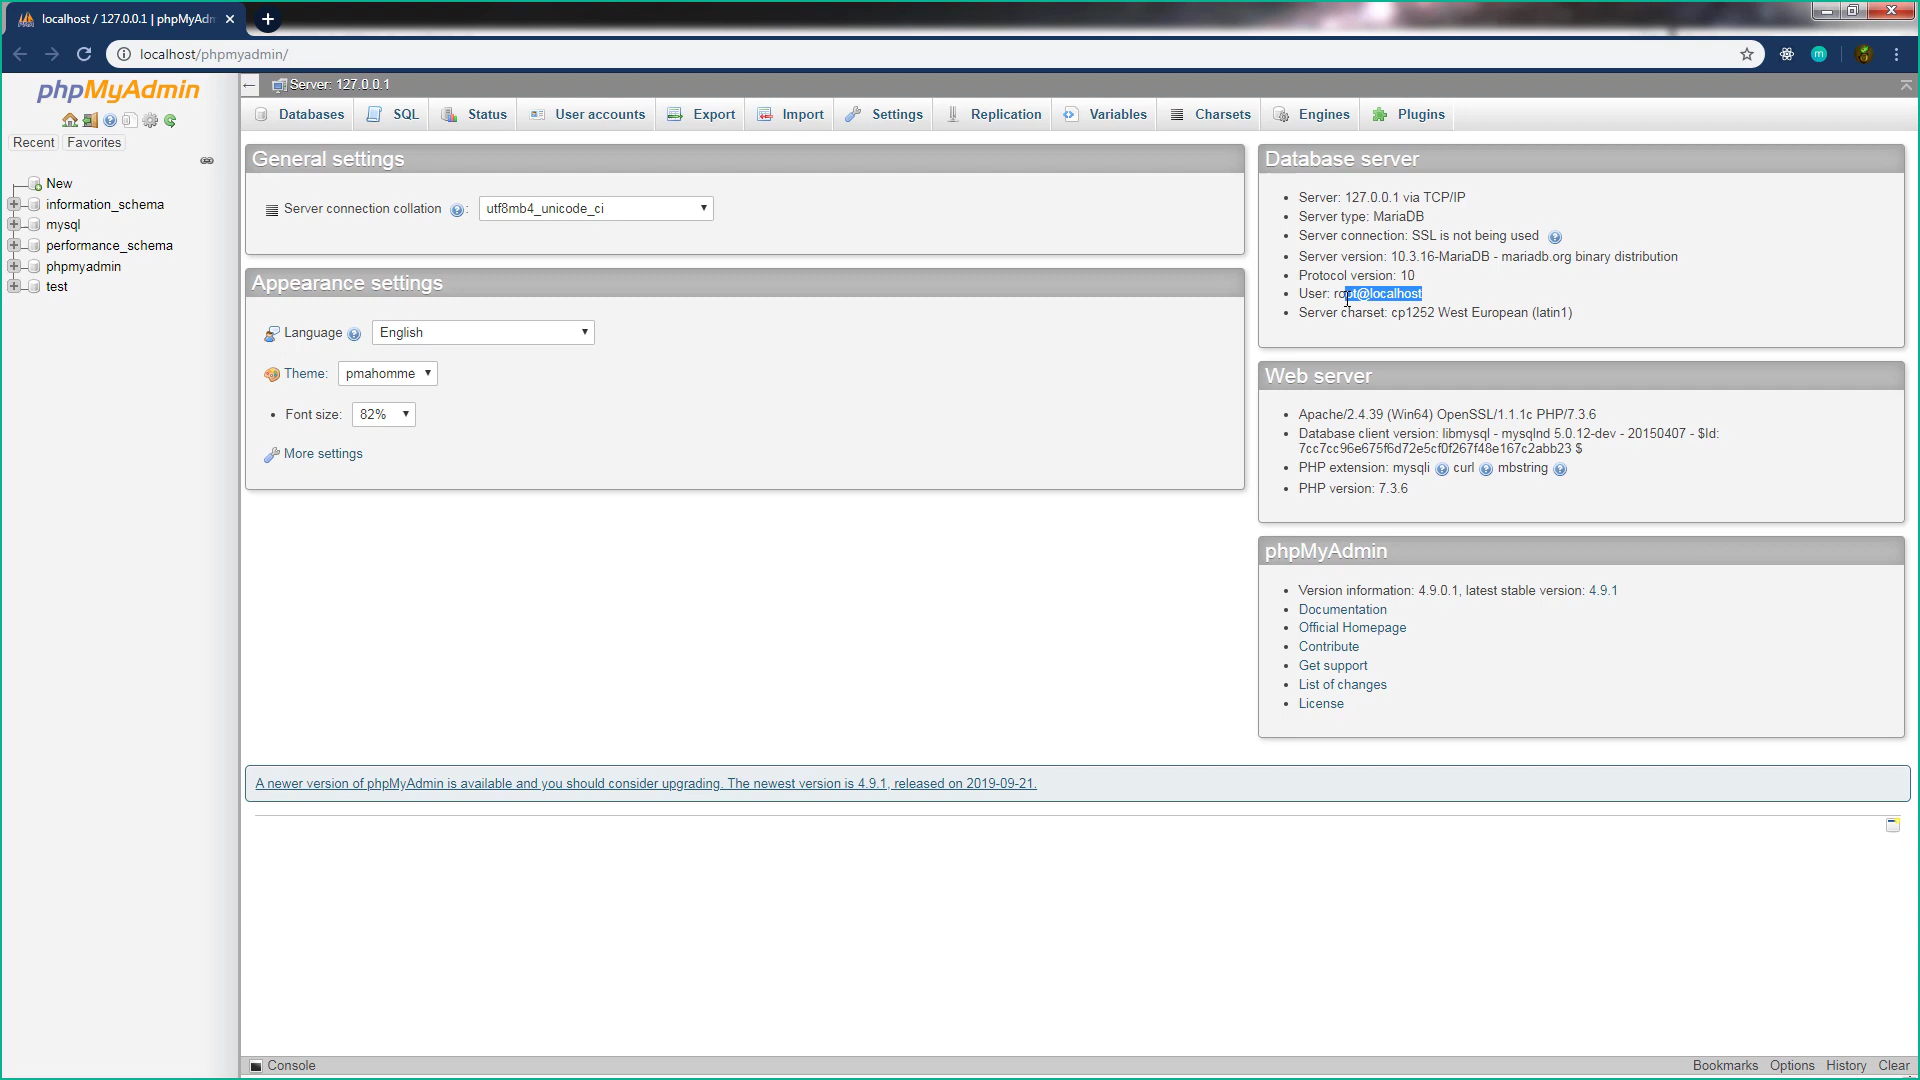 localhost / 127.0.0.1 | phpMyAdm
localhost/phpmyadmin/
m
phpMyAdmin
Recent
Favorites
New
information_schema
mysql
performance_schema
phpmyadmin
test
Server: 127.0.0.1
Databases
SQL
Status
User accounts
Export
Import
Settings
Replication
Variables
Charsets
Engines
Plugins
General settings
Server connection collation : utf8mb4_unicode_ci
Appearance settings
Language English
Theme: pmahomme
Font size: 82%
More settings
Database server
Server: 127.0.0.1 via TCP/IP
Server type: MariaDB
Server connection: SSL is not being used
Server version: 10.3.16-MariaDB - mariadb.org binary distribution
Protocol version: 10
User: root@localhost
Server charset: cp1252 West European (latin1)
Web server
Apache/2.4.39 (Win64) OpenSSL/1.1.1c PHP/7.3.6
Database client version: libmysql - mysqlnd 5.0.12-dev - 20150407 - $Id:
7cc7cc96e675f6d72e5cf0f267f48e167c2abb23 $
PHP extension: mysqli curl mbstring
PHP version: 7.3.6
phpMyAdmin
Version information: 4.9.0.1, latest stable version: 4.9.1
Documentation
Official Homepage
Contribute
Get support
List of changes
License
A newer version of phpMyAdmin is available and you should consider upgrading. The newest version is 4.9.1, released on 2019-09-21.
Console
Bookmarks
Options
History
Clear